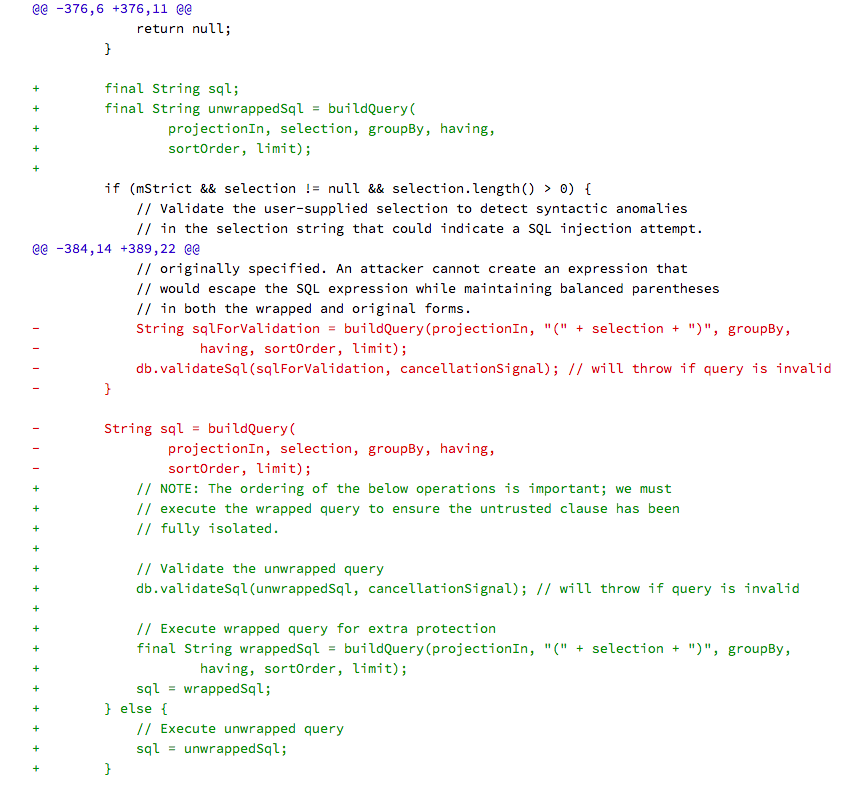 @@ -376,6 +376,11 @@
             return null;
         }

+        final String sql;
+        final String unwrappedSql = buildQuery(
+                projectionIn, selection, groupBy, having,
+                sortOrder, limit);
+
         if (mStrict && selection != null && selection.length() > 0) {
             // Validate the user-supplied selection to detect syntactic anomalies
             // in the selection string that could indicate a SQL injection attempt.
@@ -384,14 +389,22 @@
             // originally specified. An attacker cannot create an expression that
             // would escape the SQL expression while maintaining balanced parentheses
             // in both the wrapped and original forms.
-            String sqlForValidation = buildQuery(projectionIn, "(" + selection + ")", groupBy,
-                    having, sortOrder, limit);
-            db.validateSql(sqlForValidation, cancellationSignal); // will throw if query is invalid
-        }

-        String sql = buildQuery(
-                projectionIn, selection, groupBy, having,
-                sortOrder, limit);
+            // NOTE: The ordering of the below operations is important; we must
+            // execute the wrapped query to ensure the untrusted clause has been
+            // fully isolated.
+
+            // Validate the unwrapped query
+            db.validateSql(unwrappedSql, cancellationSignal); // will throw if query is invalid
+
+            // Execute wrapped query for extra protection
+            final String wrappedSql = buildQuery(projectionIn, "(" + selection + ")", groupBy,
+                    having, sortOrder, limit);
+            sql = wrappedSql;
+        } else {
+            // Execute unwrapped query
+            sql = unwrappedSql;
+        }